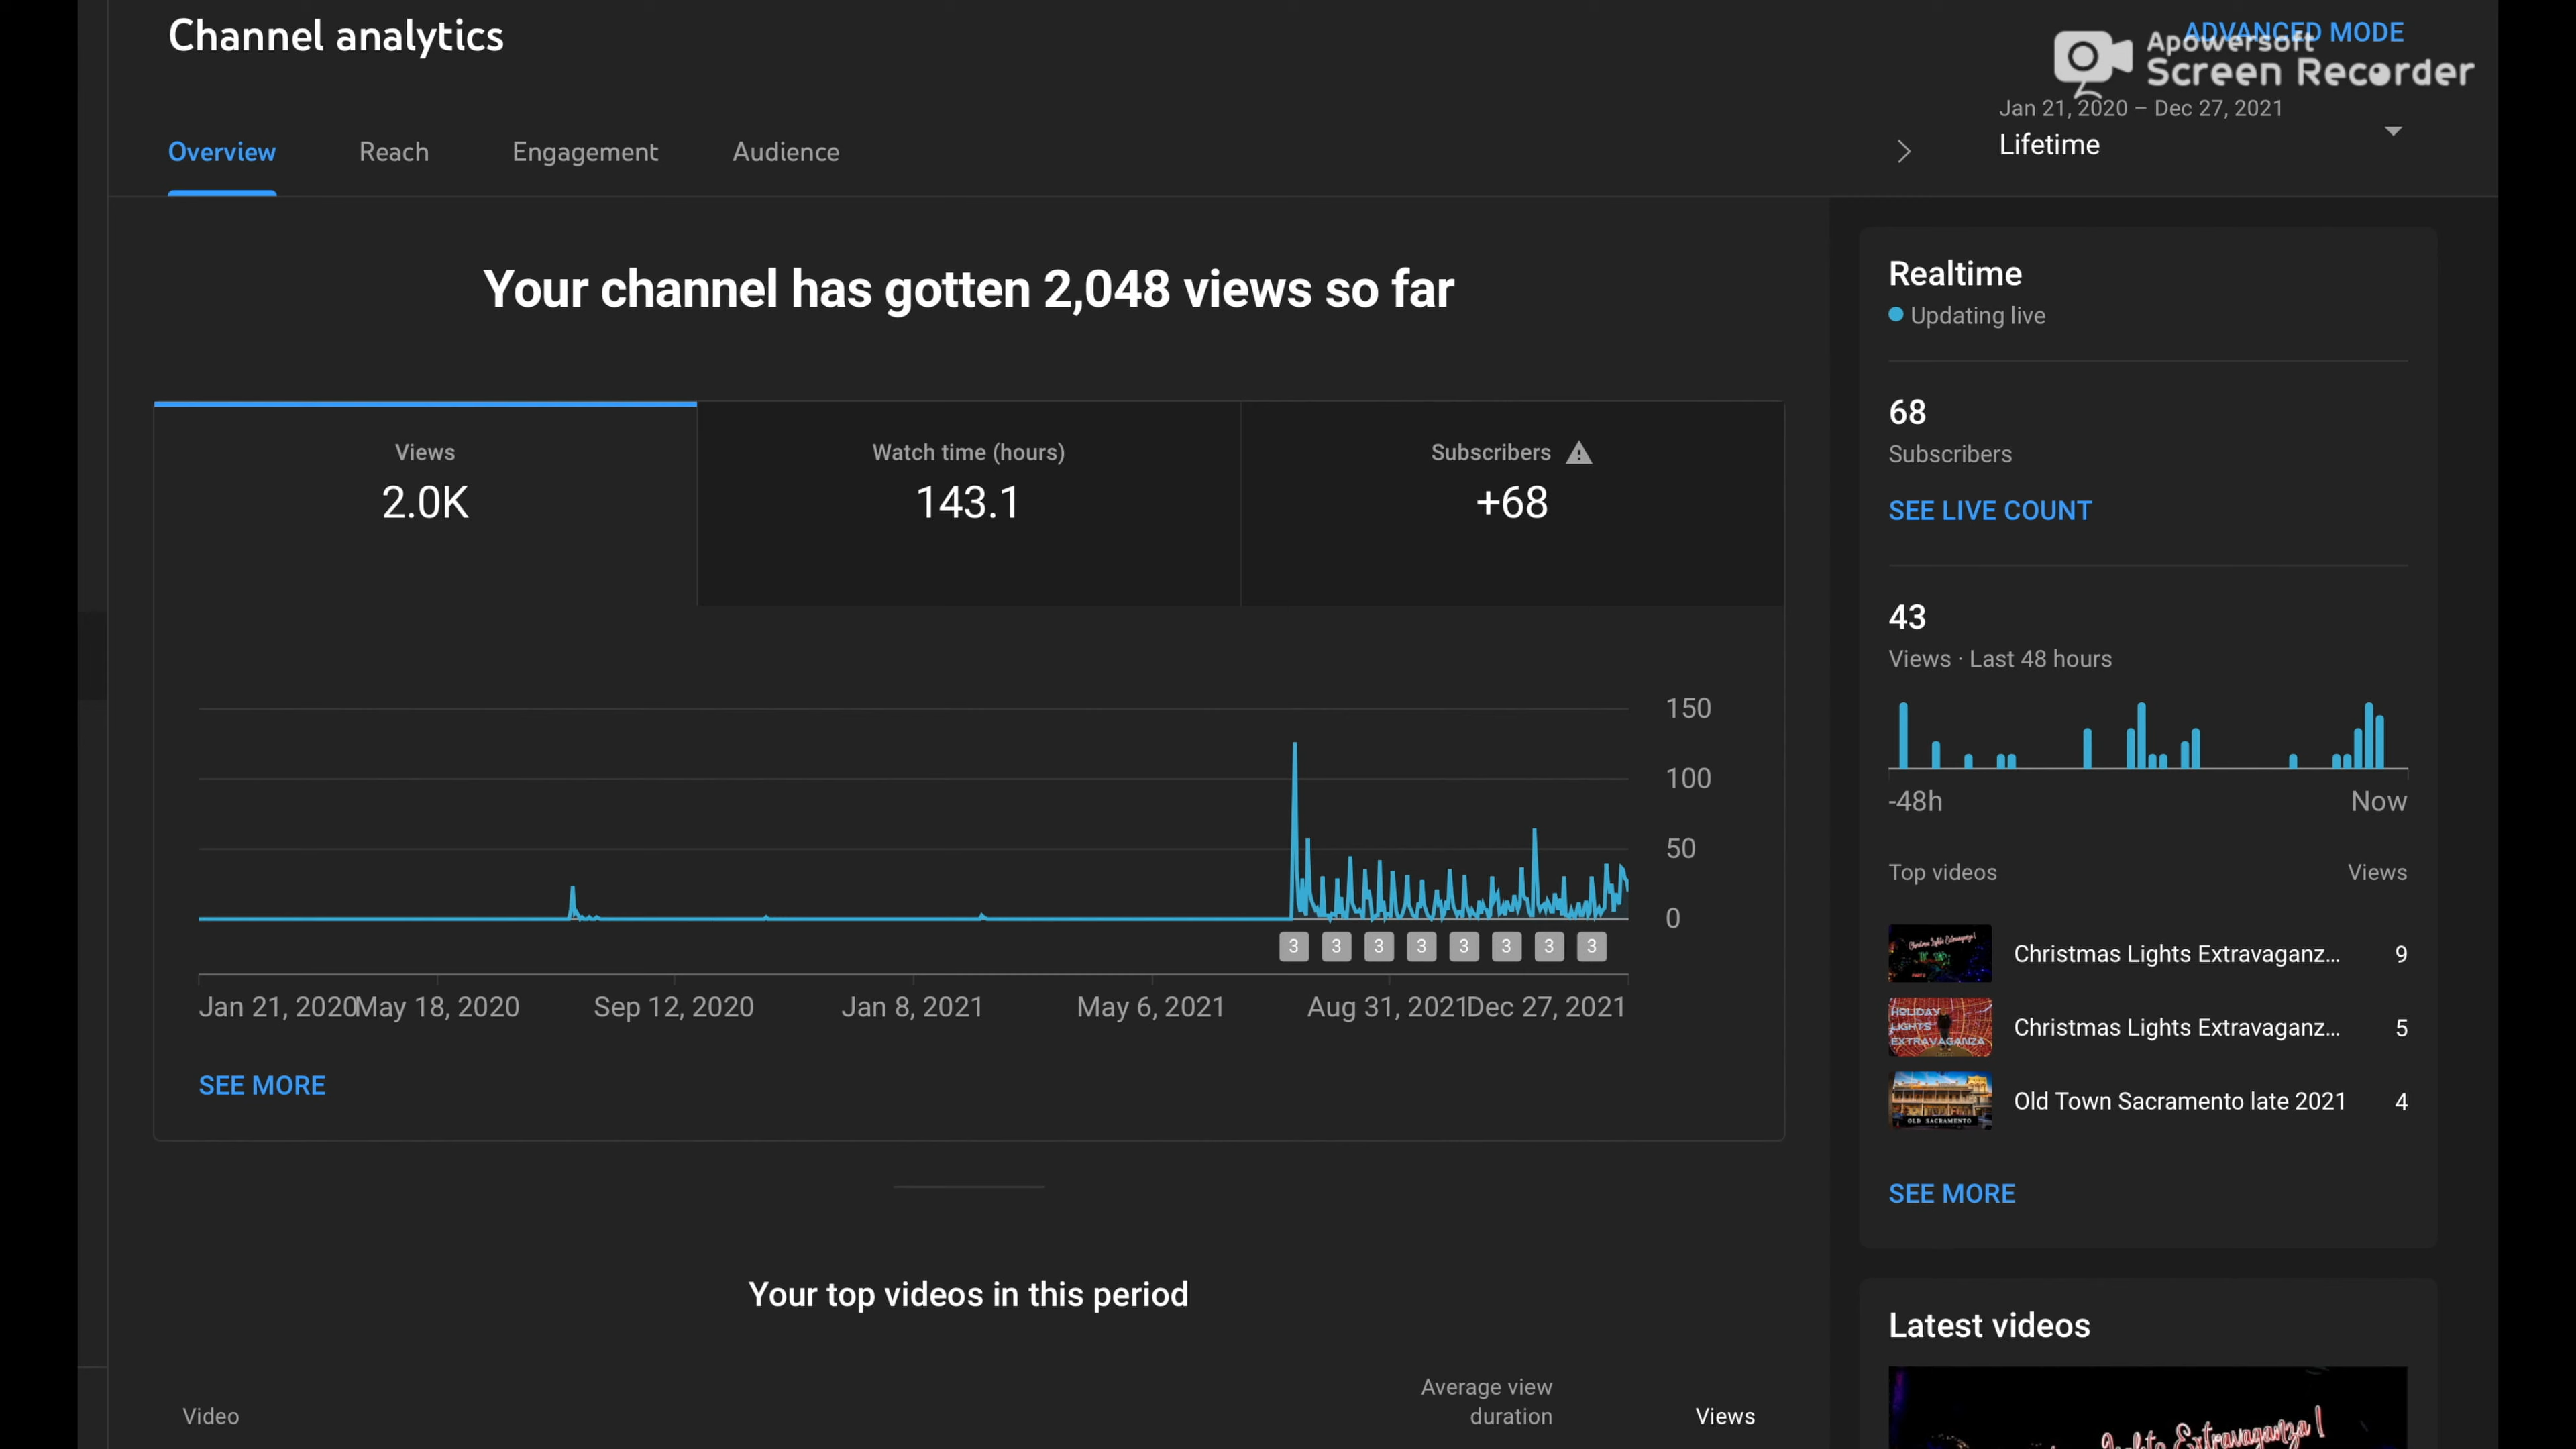 Channel analytics
ADVANCED MODE
Apowersoft
Screen Recorder
Jan 21, 2020 – Dec 27, 2021
Lifetime
Overview
Reach
Engagement
Audience
Your channel has gotten 2,048 views so far
Views
2.0K
Watch time (hours)
143.1
Subscribers
+68
150
100
50
0
3 3 3 3 3 3 3 3
Jan 21, 2020
May 18, 2020
Sep 12, 2020
Jan 8, 2021
May 6, 2021
Aug 31, 2021
Dec 27, 2021
SEE MORE
Your top videos in this period
Video
Average view
duration
Views
Realtime
Updating live
68
Subscribers
SEE LIVE COUNT
43
Views · Last 48 hours
-48h
Now
Top videos
Views
Christmas Lights Extravaganz...
9
HOLIDAY
LIGHTS
EXTRAVAGANZA
Christmas Lights Extravaganz...
5
OLD SACRAMENTO
Old Town Sacramento late 2021
4
SEE MORE
Latest videos
Extravaganza!